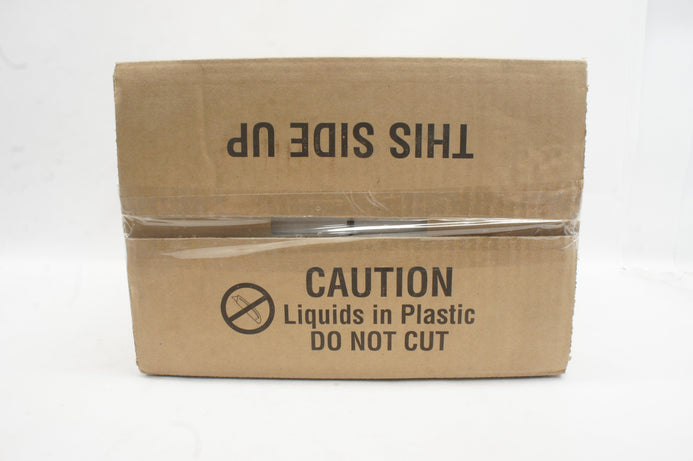 THIS SIDE UP
CAUTION
Liquids in Plastic
DO NOT CUT